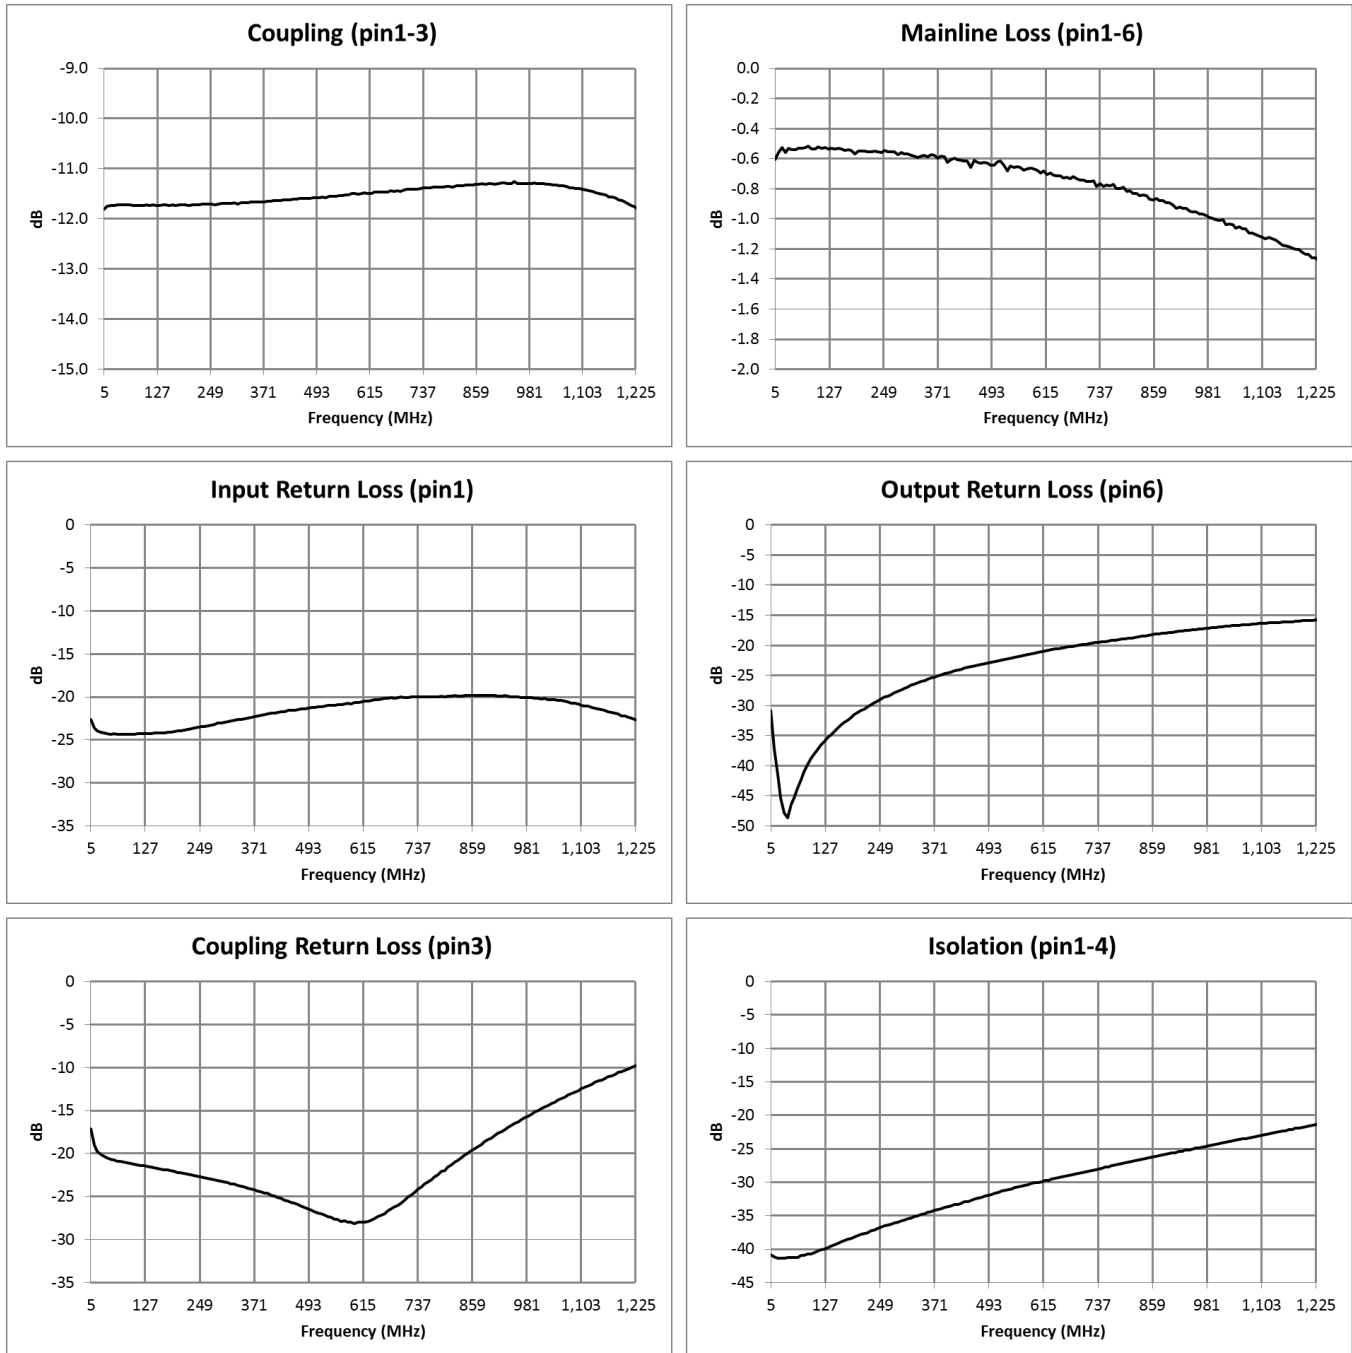 Coupling (pin1-3)
-9.0
-10.0
-11.0
-12.0
-13.0
-14.0
-15.0
dB
5 127 249 371 493 615 737 859 981 1,103 1,225
Frequency (MHz)
Mainline Loss (pin1-6)
0.0
-0.2
-0.4
-0.6
-0.8
-1.0
-1.2
-1.4
-1.6
-1.8
-2.0
dB
5 127 249 371 493 615 737 859 981 1,103 1,225
Frequency (MHz)
Input Return Loss (pin1)
0
-5
-10
-15
-20
-25
-30
-35
dB
5 127 249 371 493 615 737 859 981 1,103 1,225
Frequency (MHz)
Output Return Loss (pin6)
0
-5
-10
-15
-20
-25
-30
-35
-40
-45
-50
dB
5 127 249 371 493 615 737 859 981 1,103 1,225
Frequency (MHz)
Coupling Return Loss (pin3)
0
-5
-10
-15
-20
-25
-30
-35
dB
5 127 249 371 493 615 737 859 981 1,103 1,225
Frequency (MHz)
Isolation (pin1-4)
0
-5
-10
-15
-20
-25
-30
-35
-40
-45
dB
5 127 249 371 493 615 737 859 981 1,103 1,225
Frequency (MHz)